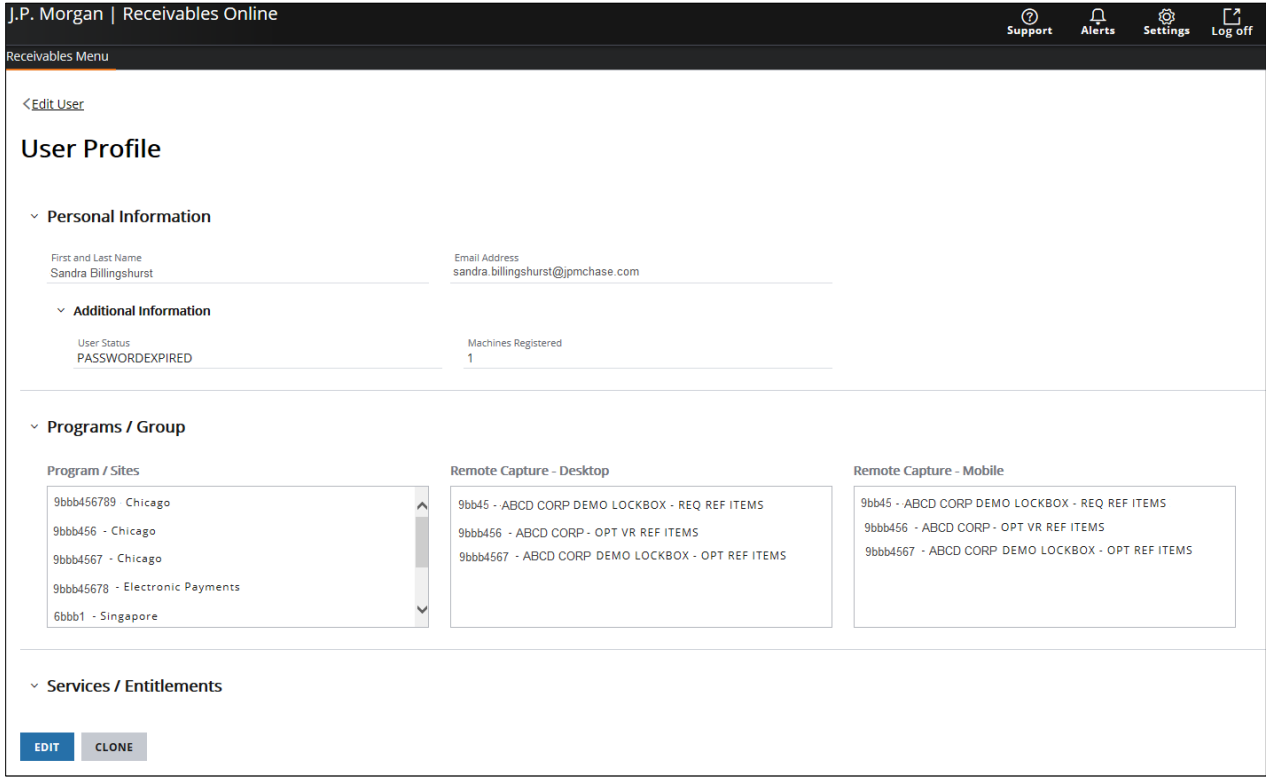 J.P. Morgan | Receivables Online
Support
Alerts
Settings
Log off
Receivables Menu
Edit User
User Profile
Personal Information
First and Last Name
Sandra Billingshurst
Email Address
sandra.billingshurst@jpmchase.com
Additional Information
User Status
PASSWORDEXPIRED
Machines Registered
1
Programs / Group
Program / Sites
9bbb456789 - Chicago
9bbb456 - Chicago
9bbb4567 - Chicago
9bbb45678 - Electronic Payments
6bbb1 - Singapore
Remote Capture - Desktop
9bb45 - ABCD CORP DEMO LOCKBOX - REQ REF ITEMS
9bbb456 - ABCD CORP - OPT VR REF ITEMS
9bbb4567 - ABCD CORP DEMO LOCKBOX - OPT REF ITEMS
Remote Capture - Mobile
9bb45 - ABCD CORP DEMO LOCKBOX - REQ REF ITEMS
9bbb456 - ABCD CORP - OPT VR REF ITEMS
9bbb4567 - ABCD CORP DEMO LOCKBOX - OPT REF ITEMS
Services / Entitlements
EDIT
CLONE